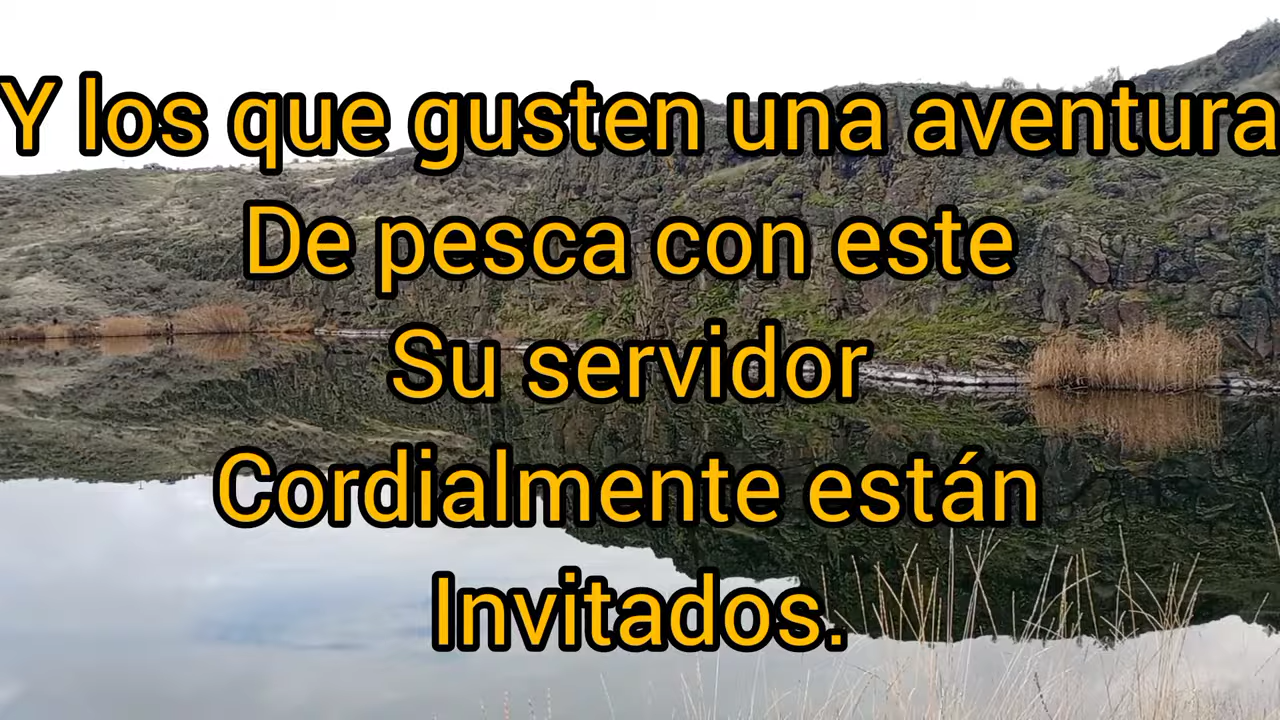 Y los que gusten una aventura
De pesca con este
Su servidor
Cordialmente están
Invitados.